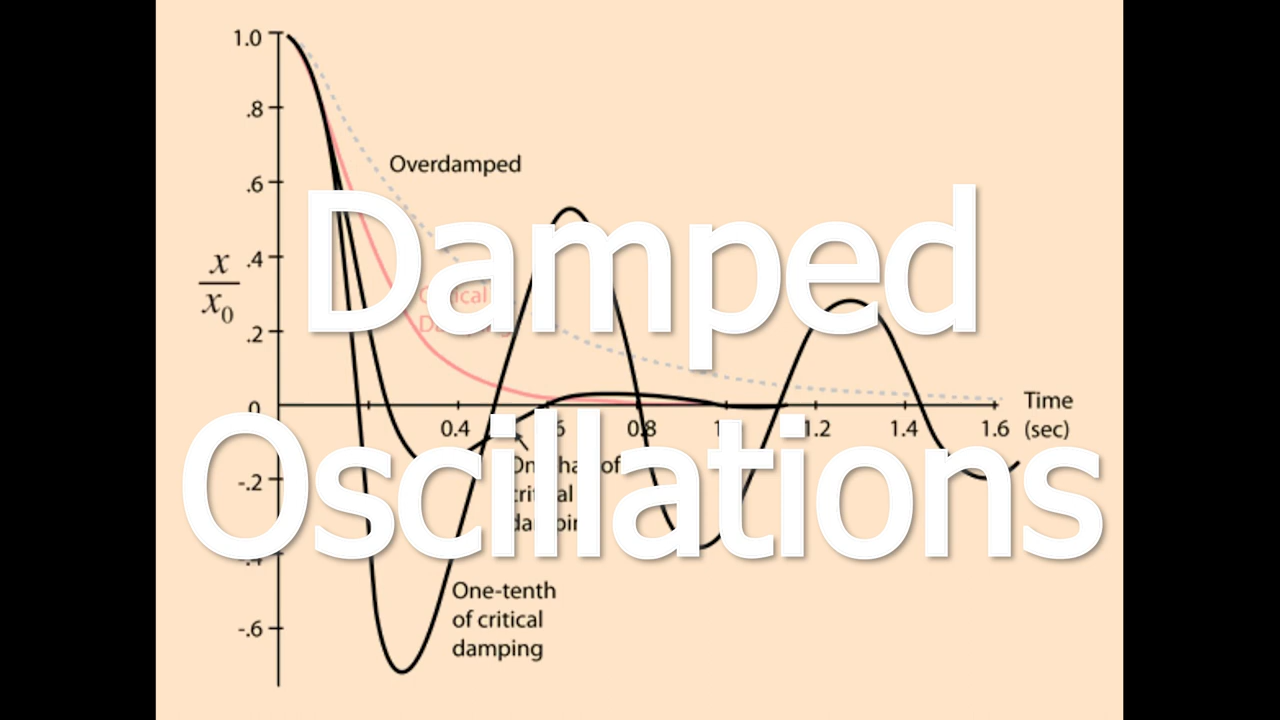 Damped
Oscillations
1.0
.8
.6
.4
.2
0
-.2
-.6
x
x0
Overdamped
0.4
0.8
1.2
1.4
1.6
Time
(sec)
One-tenth
of critical
damping